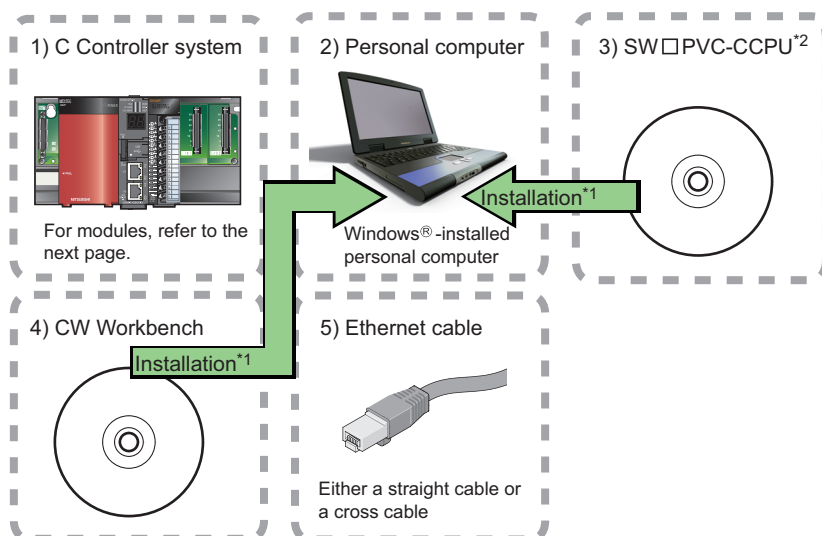 1) C Controller system
MITSUBISHI
For modules, refer to the
next page.
2) Personal computer
Windows®-installed
personal computer
3) SW□PVC-CCPU*2
Installation*1
4) CW Workbench
Installation*1
5) Ethernet cable
Either a straight cable or
a cross cable